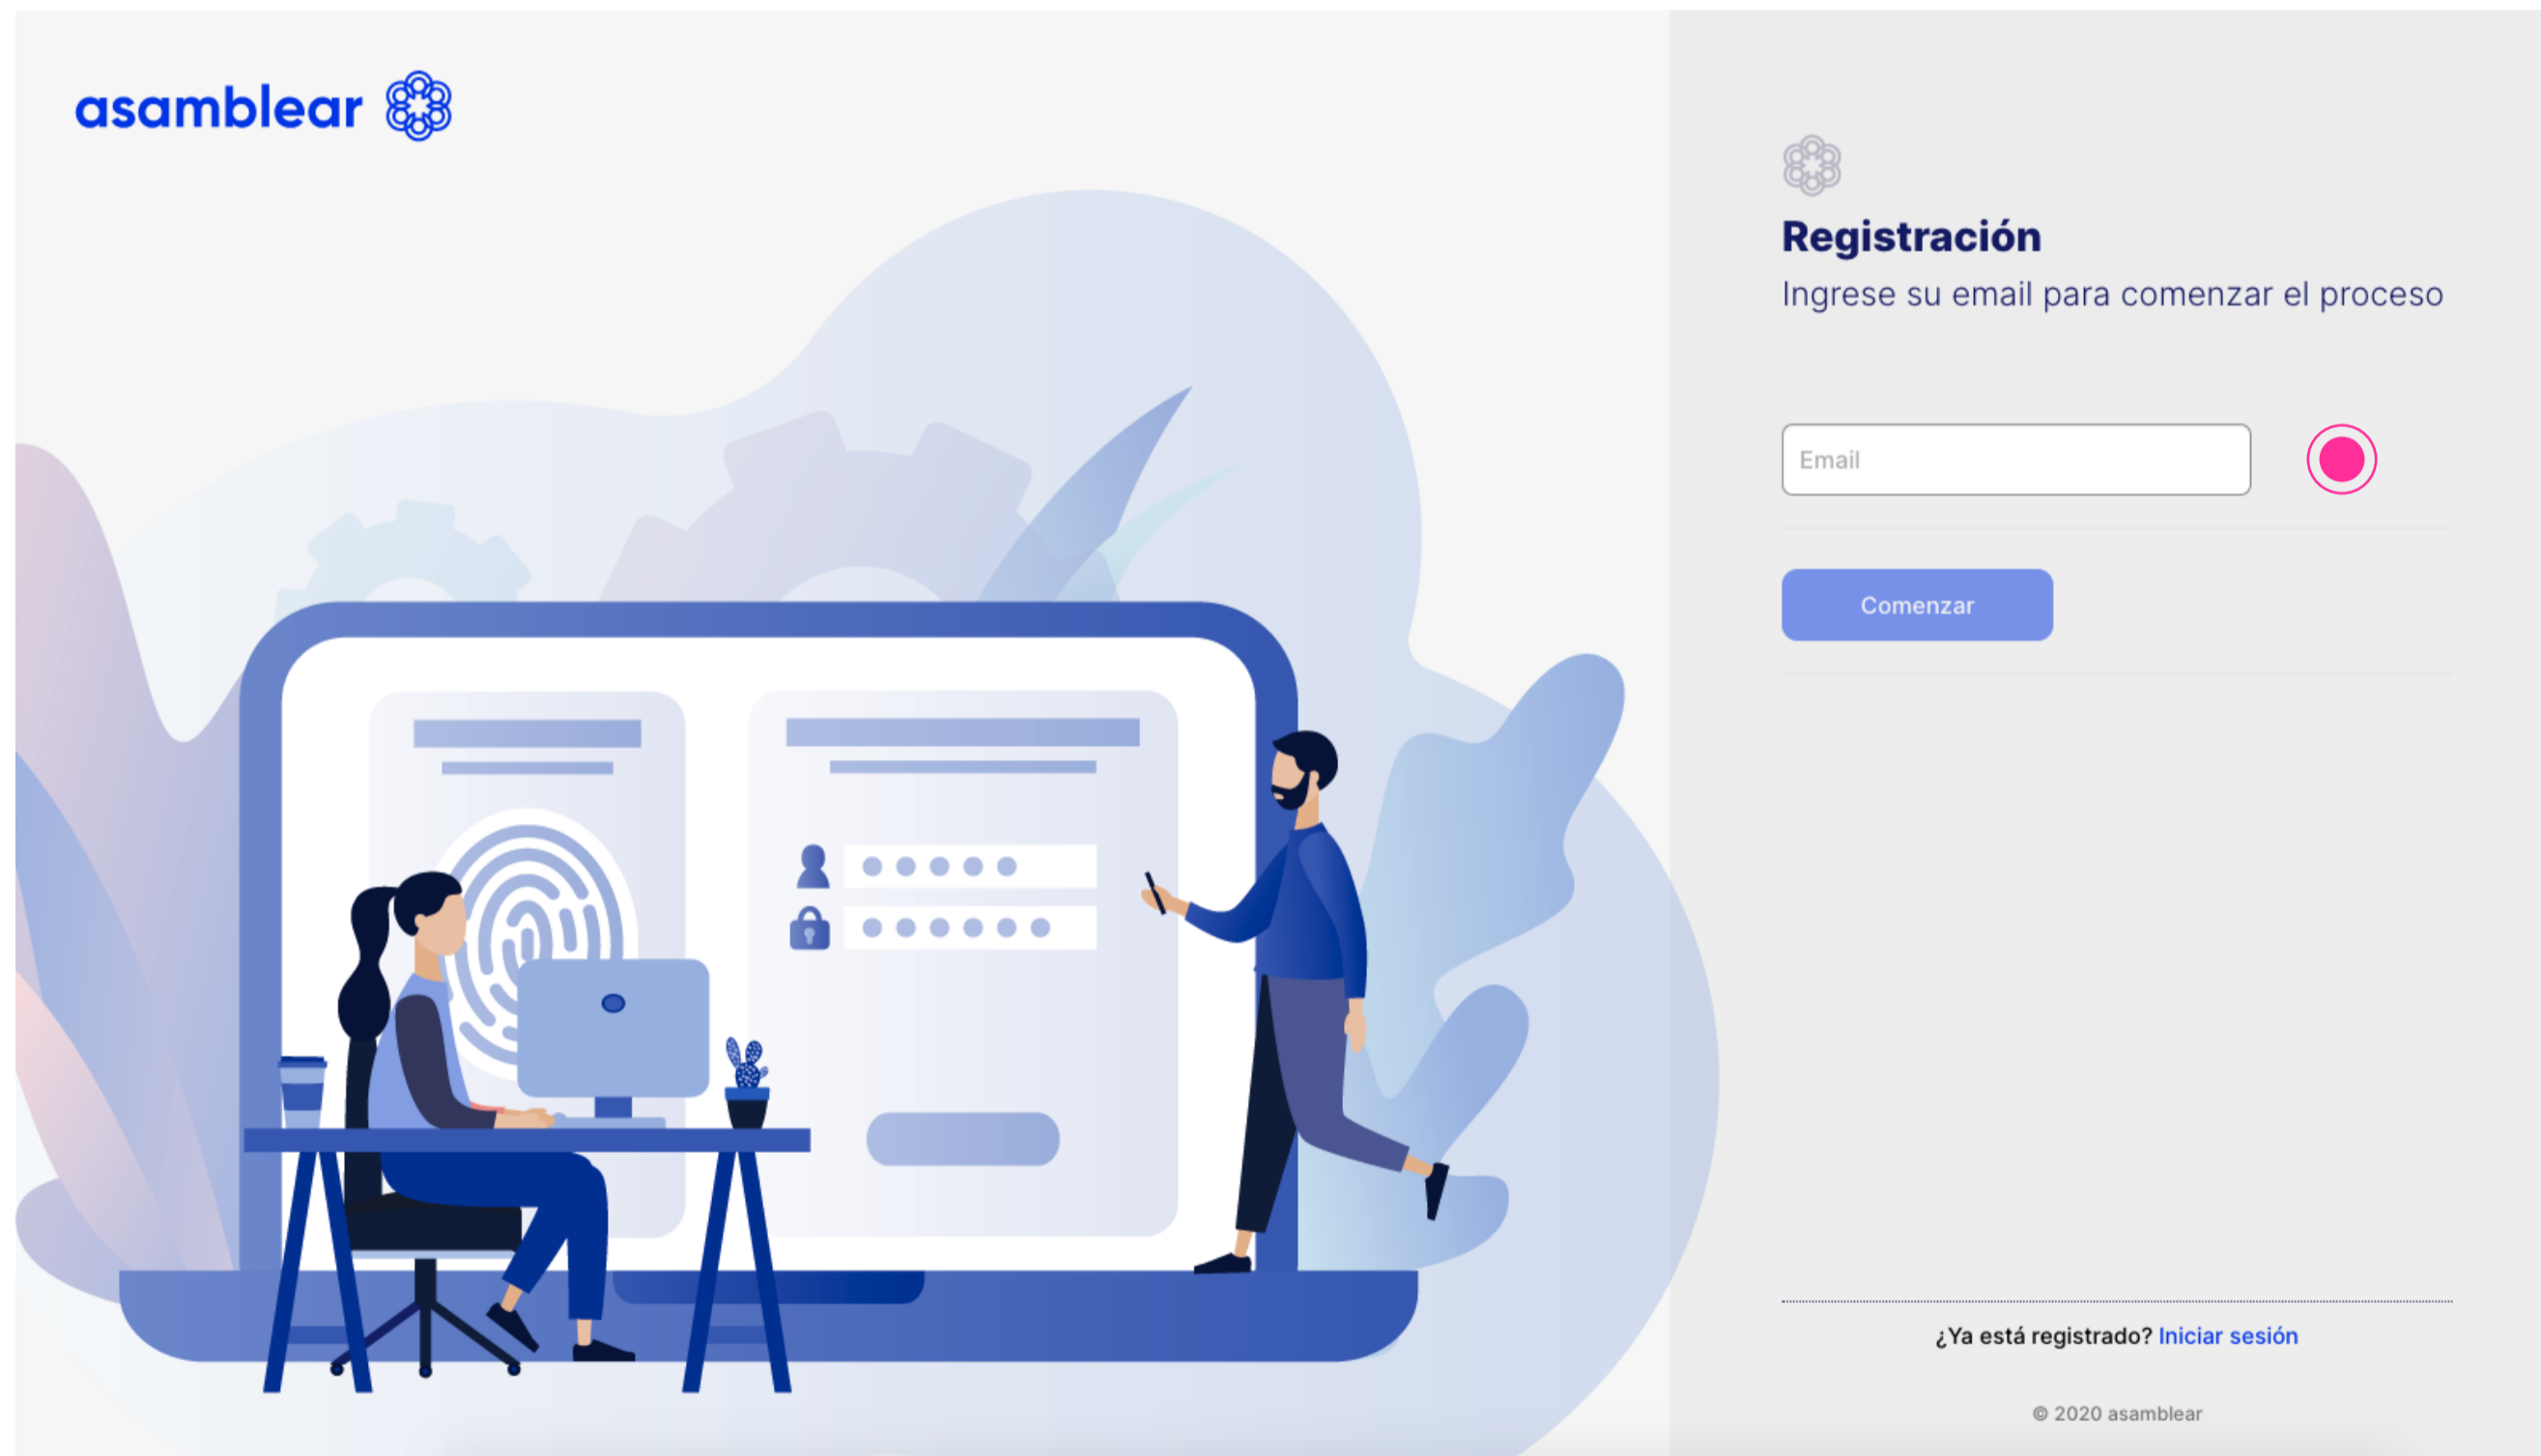 asamblear
Registración
Ingrese su email para comenzar el proceso
Email
Comenzar
¿Ya está registrado? Iniciar sesión
© 2020 asamblear